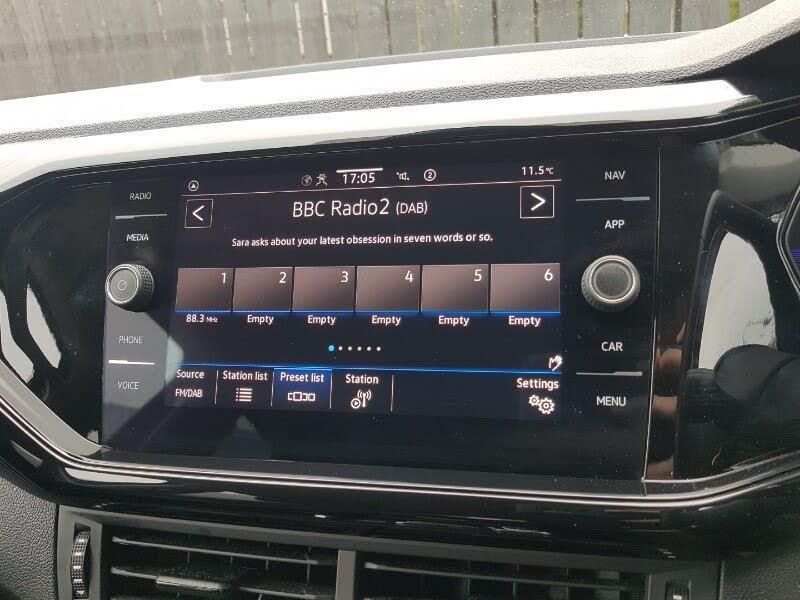 RADIO
MEDIA
PHONE
VOICE
17:05
2
11.5°C
BBC Radio2 (DAB)
Sara asks about your latest obsession in seven words or so.
1 2 3 4 5 6
88.3 MHz Empty Empty Empty Empty Empty
Source Station list Preset list Station Settings
FM/DAB
NAV
APP
CAR
MENU